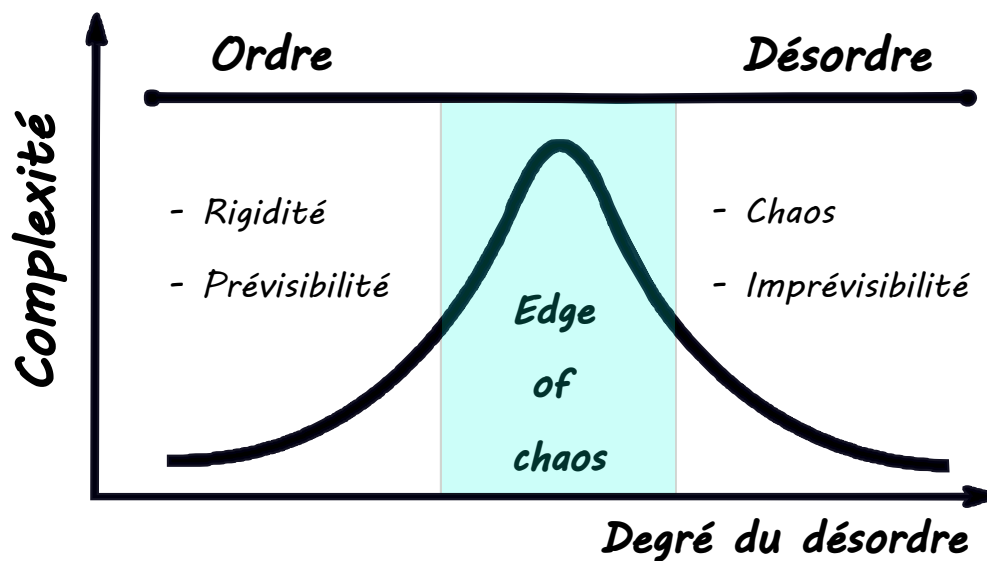 Ordre
Désordre
Complexité
- Rigidité
- Prévisibilité
- Chaos
- Imprévisibilité
Edge
of
chaos
Degré du désordre